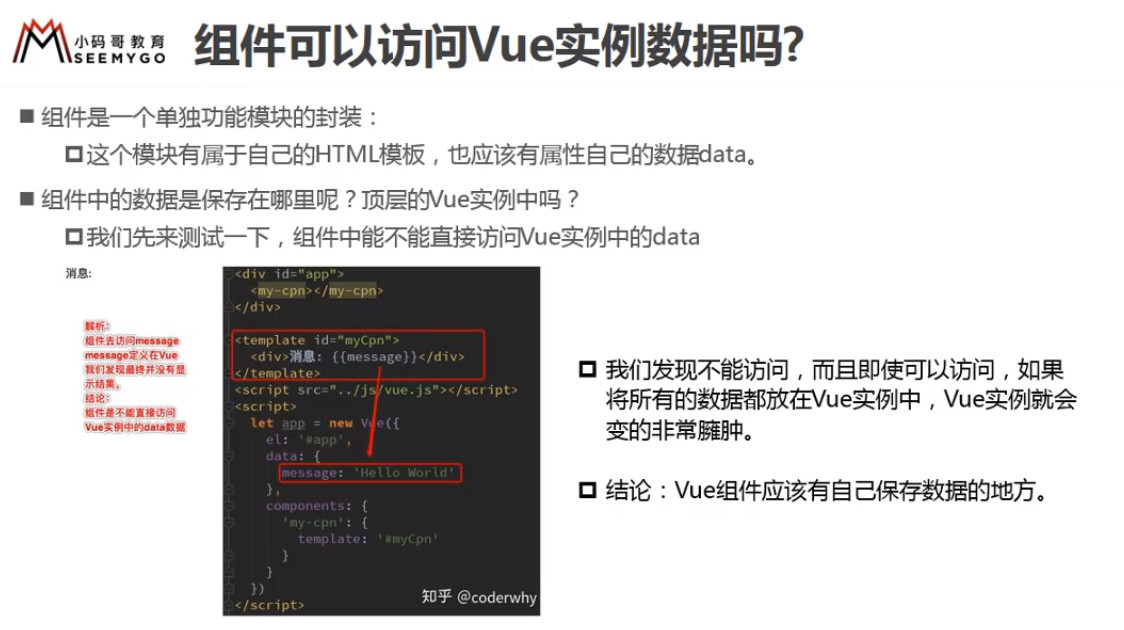 小码哥教育
SEEMYGO
组件可以访问Vue实例数据吗?
组件是一个单独功能模块的封装：
这个模块有属于自己的HTML模板，也应该有属性自己的数据data。
组件中的数据是保存在哪里呢？顶层的Vue实例中吗？
我们先来测试一下，组件中能不能直接访问Vue实例中的data
消息:
解析:
组件去访问message
message定义在Vue
我们发现最终并没有显
示结果。
结论:
组件是不能直接访问
Vue实例中的data数据
<div id="app">
<my-cpn></my-cpn>
</div>
<template id="myCpn">
<div>消息: {{message}}</div>
</template>
<script src="../js/vue.js"></script>
<script>
let app = new Vue({
el: '#app',
data: {
message: 'Hello World'
},
components: {
'my-cpn': {
template: '#myCpn'
}
}
})
</script>
知乎 @coderwhy
我们发现不能访问，而且即使可以访问，如果
将所有的数据都放在Vue实例中，Vue实例就会
变的非常臃肿。
结论：Vue组件应该有自己保存数据的地方。